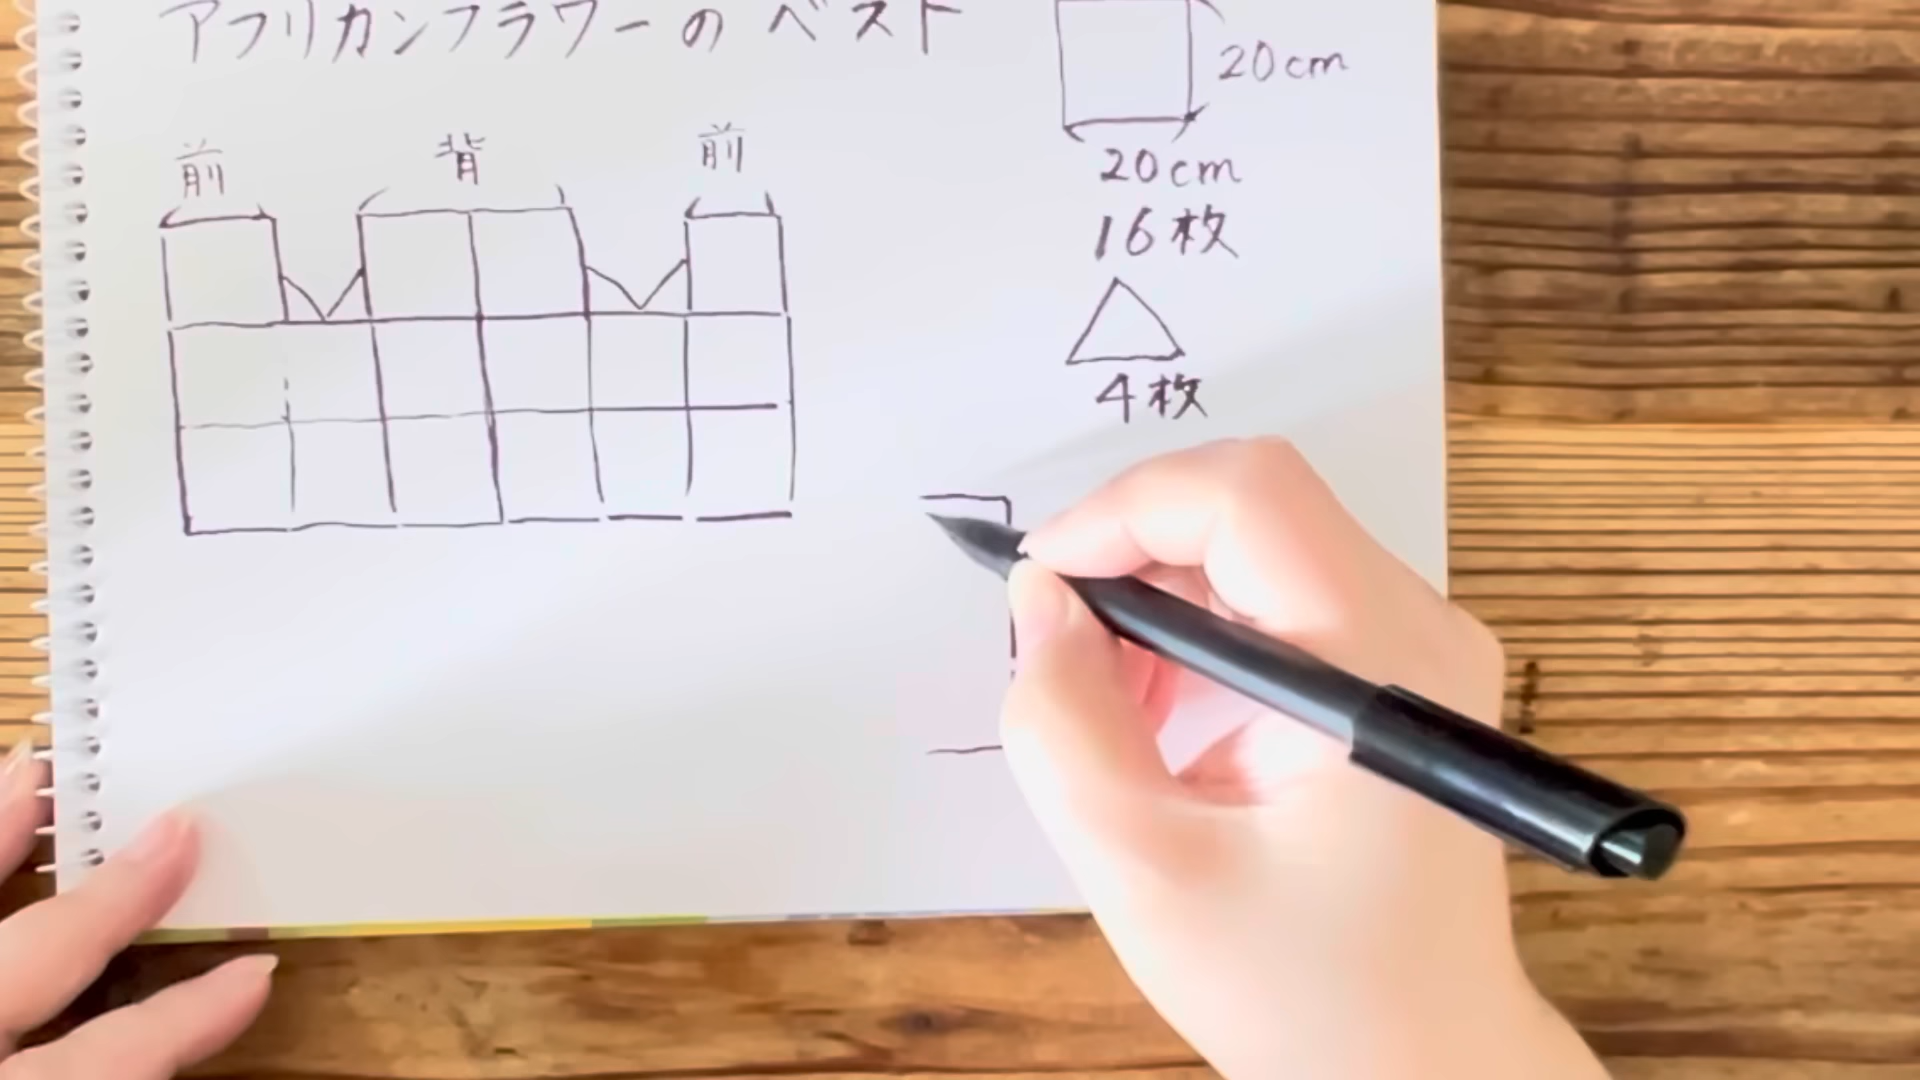 アフリカンフラワーの ベスト
前 背 前
20cm
20cm
16枚
4枚